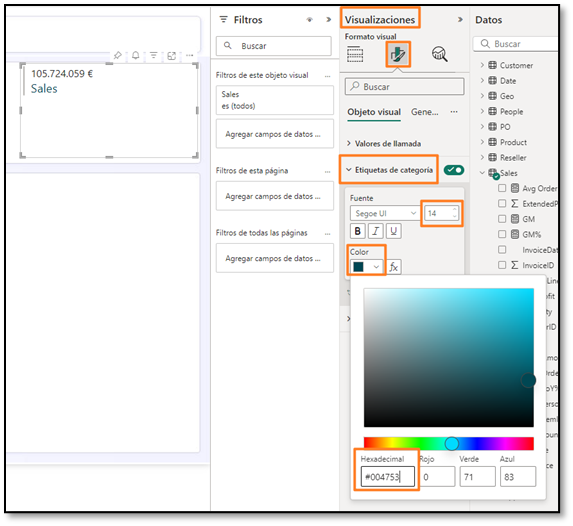 105.724.059 €
Sales
Filtros
Buscar
Filtros de este objeto visual
Sales
es (todos)
Agregar campos de datos ...
Filtros de esta página
Agregar campos de datos ...
Filtros de todas las páginas
Agregar campos de datos ...
Visualizaciones
Formato visual
Buscar
Objeto visual Gene...
Valores de llamada
Etiquetas de categoría
Fuente
Segoe UI 14
B I U
Color
fx
Hexadecimal Rojo Verde Azul
#004753 0 71 83
Datos
Buscar
Customer
Date
Geo
People
PO
Product
Reseller
Sales
Avg Order
ExtendedP
GM
GM%
InvoiceDat
InvoiceID